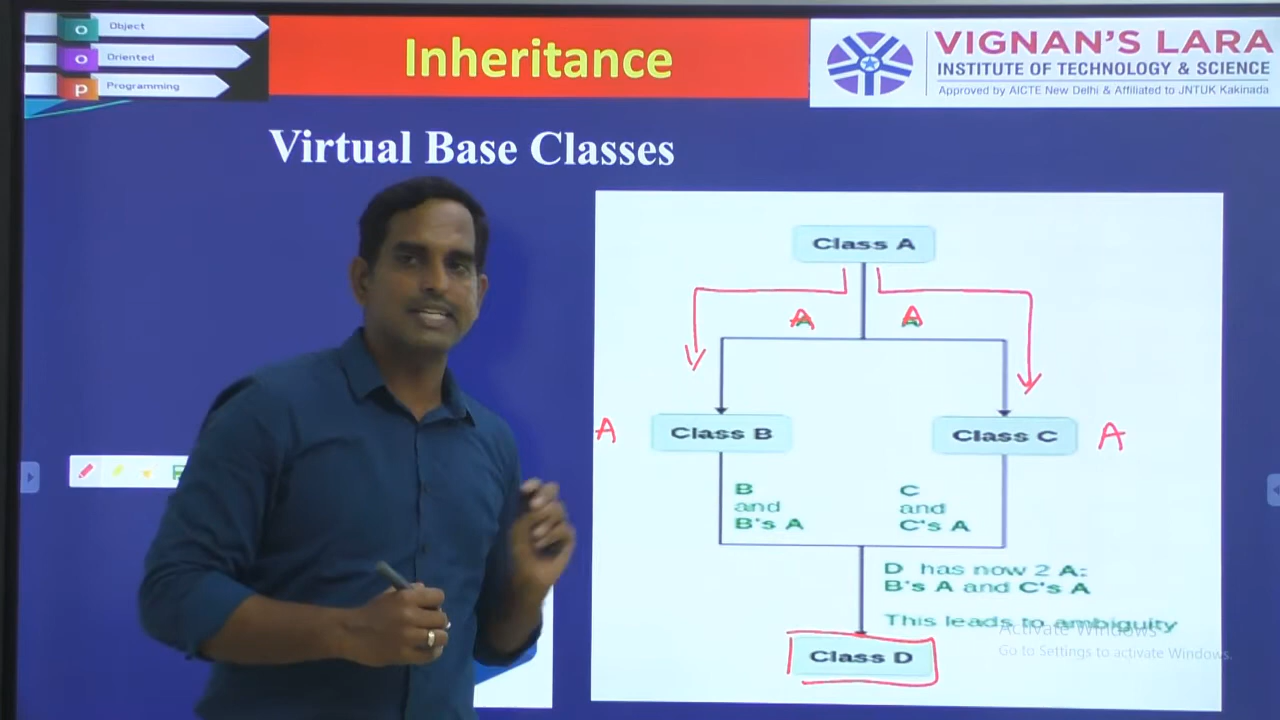 O Object
O Oriented
P Programming
Inheritance
VIGNAN'S LARA
INSTITUTE OF TECHNOLOGY & SCIENCE
Approved by AICTE New Delhi & Affiliated to JNTUK Kakinada
Virtual Base Classes
Class A
A A
A Class B Class C A
B
and
B's A
C
and
C's A
D has now 2 A:
B's A and C's A
This leads to ambiguity
Activate Windows
Go to Settings to activate Windows.
Class D